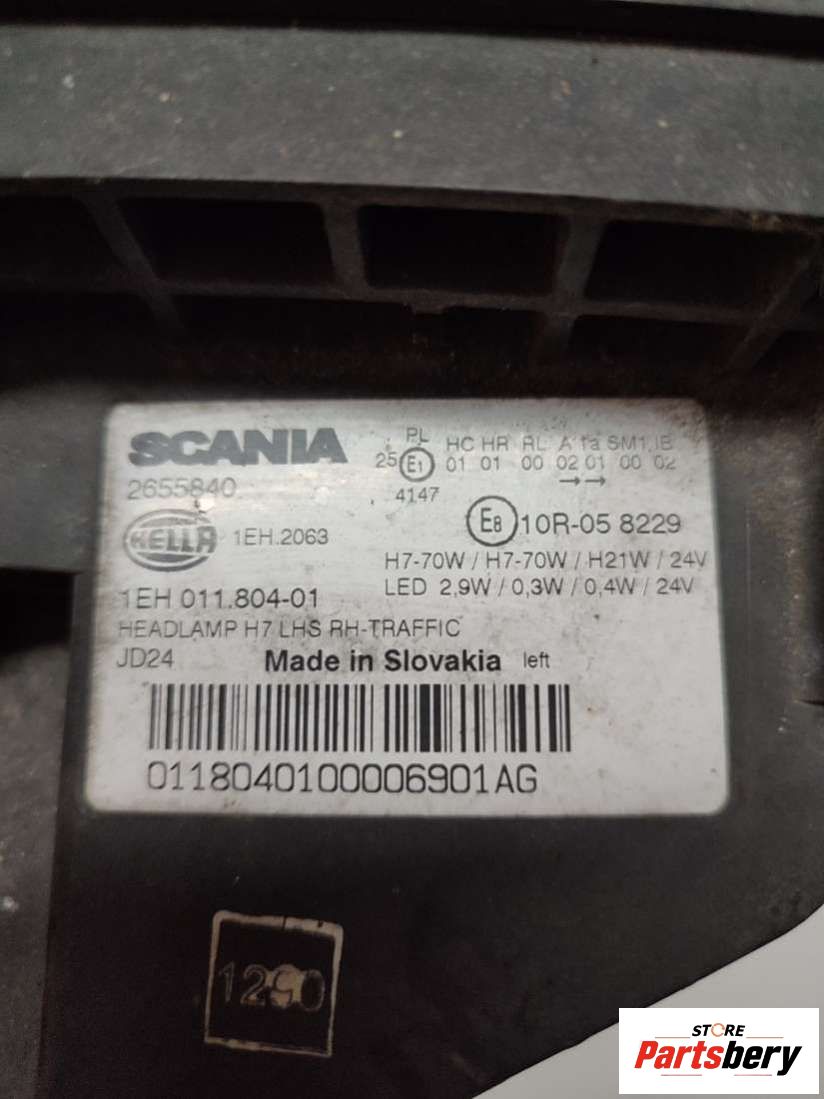 SCANIA
2655840
HELLA 1EH.2063
1EH 011.804-01
HEADLAMP H7 LHS RH-TRAFFIC
JD24 Made in Slovakia left
PL HC HR RL A 1a SM1 IB
25 E1 01 01 00 02 01 00 02
→→
4147
E8 10R-05 8229
H7-70W / H7-70W / H21W / 24V
LED 2,9W / 0,3W / 0,4W / 24V
0118040100006901AG
1290
STORE
Partsbery